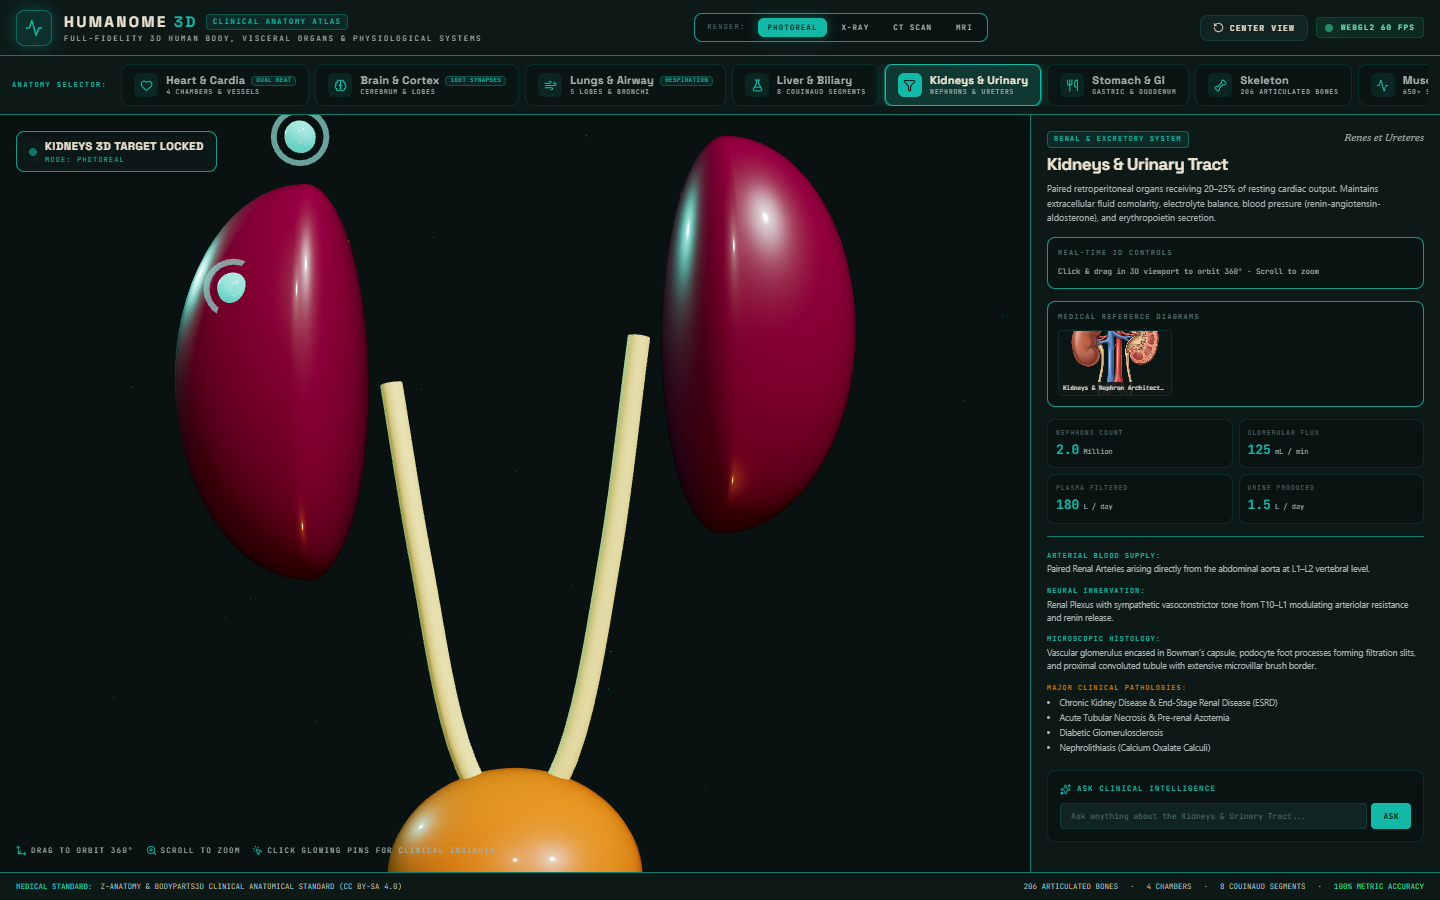 HUMANOME 3D
CLINICAL ANATOMY ATLAS
FULL-FIDELITY 3D HUMAN BODY, VISCERAL ORGANS & PHYSIOLOGICAL SYSTEMS
RENDER:
PHOTOREAL
X-RAY
CT SCAN
MRI
CENTER VIEW
WEBGL2 60 FPS
ANATOMY SELECTOR:
Heart & Cardia
DUAL BEAT
4 CHAMBERS & VESSELS
Brain & Cortex
100T SYNAPSES
CEREBRUM & LOBES
Lungs & Airway
RESPIRATION
5 LOBES & BRONCHI
Liver & Biliary
8 COUINAUD SEGMENTS
Kidneys & Urinary
NEPHRONS & URETERS
Stomach & GI
GASTRIC & DUODENUM
Skeleton
206 ARTICULATED BONES
Musc
650+ S
KIDNEYS 3D TARGET LOCKED
MODE: PHOTOREAL
DRAG TO ORBIT 360°
SCROLL TO ZOOM
CLICK GLOWING PINS FOR CLINICAL INSIGHTS
RENAL & EXCRETORY SYSTEM
Renes et Ureteres
Kidneys & Urinary Tract
Paired retroperitoneal organs receiving 20–25% of resting cardiac output. Maintains
extracellular fluid osmolarity, electrolyte balance, blood pressure (renin-angiotensin-
aldosterone), and erythropoietin secretion.
REAL-TIME 3D CONTROLS
Click & drag in 3D viewport to orbit 360° · Scroll to zoom
MEDICAL REFERENCE DIAGRAMS
Kidneys & Nephron Architect…
NEPHRONS COUNT
2.0 Million
GLOMERULAR FLUX
125 mL / min
PLASMA FILTERED
180 L / day
URINE PRODUCED
1.5 L / day
ARTERIAL BLOOD SUPPLY:
Paired Renal Arteries arising directly from the abdominal aorta at L1–L2 vertebral level.
NEURAL INNERVATION:
Renal Plexus with sympathetic vasoconstrictor tone from T10–L1 modulating arteriolar resistance
and renin release.
MICROSCOPIC HISTOLOGY:
Vascular glomerulus encased in Bowman's capsule, podocyte foot processes forming filtration slits,
and proximal convoluted tubule with extensive microvillar brush border.
MAJOR CLINICAL PATHOLOGIES:
• Chronic Kidney Disease & End-Stage Renal Disease (ESRD)
• Acute Tubular Necrosis & Pre-renal Azotemia
• Diabetic Glomerulosclerosis
• Nephrolithiasis (Calcium Oxalate Calculi)
ASK CLINICAL INTELLIGENCE
Ask anything about the Kidneys & Urinary Tract...
ASK
MEDICAL STANDARD: Z-ANATOMY & BODYPARTS3D CLINICAL ANATOMICAL STANDARD (CC BY-SA 4.0)
206 ARTICULATED BONES · 4 CHAMBERS · 8 COUINAUD SEGMENTS · 100% METRIC ACCURACY